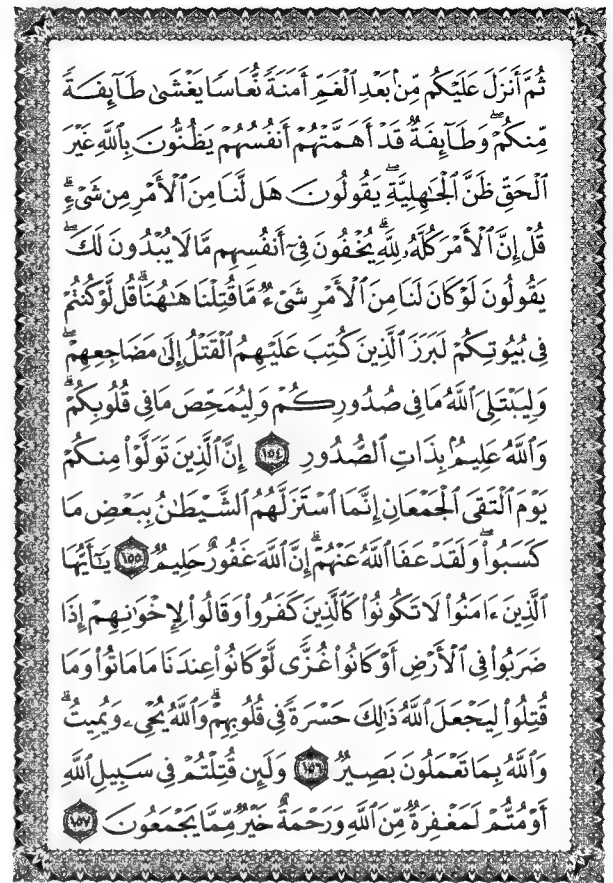 ثُمَّ أَنزَلَ عَلَيْكُم مِّنۢ بَعْدِ ٱلْغَمِّ أَمَنَةً نُّعَاسًا يَغْشَىٰ طَآئِفَةً
مِّنكُمْ ۖ وَطَآئِفَةٌ قَدْ أَهَمَّتْهُمْ أَنفُسُهُمْ يَظُنُّونَ بِٱللَّهِ غَيْرَ
ٱلْحَقِّ ظَنَّ ٱلْجَٰهِلِيَّةِ ۖ يَقُولُونَ هَل لَّنَا مِنَ ٱلْأَمْرِ مِن شَىْءٍ ۗ
قُلْ إِنَّ ٱلْأَمْرَ كُلَّهُۥ لِلَّهِ ۗ يُخْفُونَ فِىٓ أَنفُسِهِم مَّا لَا يُبْدُونَ لَكَ ۖ
يَقُولُونَ لَوْ كَانَ لَنَا مِنَ ٱلْأَمْرِ شَىْءٌ مَّا قُتِلْنَا هَٰهُنَا ۗ قُل لَّوْ كُنتُمْ
فِى بُيُوتِكُمْ لَبَرَزَ ٱلَّذِينَ كُتِبَ عَلَيْهِمُ ٱلْقَتْلُ إِلَىٰ مَضَاجِعِهِمْ ۖ
وَلِيَبْتَلِىَ ٱللَّهُ مَا فِى صُدُورِكُمْ وَلِيُمَحِّصَ مَا فِى قُلُوبِكُمْ ۗ
وَٱللَّهُ عَلِيمٌۢ بِذَاتِ ٱلصُّدُورِ ١٥٤ إِنَّ ٱلَّذِينَ تَوَلَّوْا۟ مِنكُمْ
يَوْمَ ٱلْتَقَى ٱلْجَمْعَانِ إِنَّمَا ٱسْتَزَلَّهُمُ ٱلشَّيْطَٰنُ بِبَعْضِ مَا
كَسَبُوا۟ ۖ وَلَقَدْ عَفَا ٱللَّهُ عَنْهُمْ ۗ إِنَّ ٱللَّهَ غَفُورٌ حَلِيمٌ ١٥٥ يَٰٓأَيُّهَا
ٱلَّذِينَ ءَامَنُوا۟ لَا تَكُونُوا۟ كَٱلَّذِينَ كَفَرُوا۟ وَقَالُوا۟ لِإِخْوَٰنِهِمْ إِذَا
ضَرَبُوا۟ فِى ٱلْأَرْضِ أَوْ كَانُوا۟ غُزًّى لَّوْ كَانُوا۟ عِندَنَا مَا مَاتُوا۟ وَمَا
قُتِلُوا۟ لِيَجْعَلَ ٱللَّهُ ذَٰلِكَ حَسْرَةً فِى قُلُوبِهِمْ ۗ وَٱللَّهُ يُحْىِۦ وَيُمِيتُ ۗ
وَٱللَّهُ بِمَا تَعْمَلُونَ بَصِيرٌ ١٥٦ وَلَئِن قُتِلْتُمْ فِى سَبِيلِ ٱللَّهِ
أَوْ مُتُّمْ لَمَغْفِرَةٌ مِّنَ ٱللَّهِ وَرَحْمَةٌ خَيْرٌ مِّمَّا يَجْمَعُونَ ١٥٧